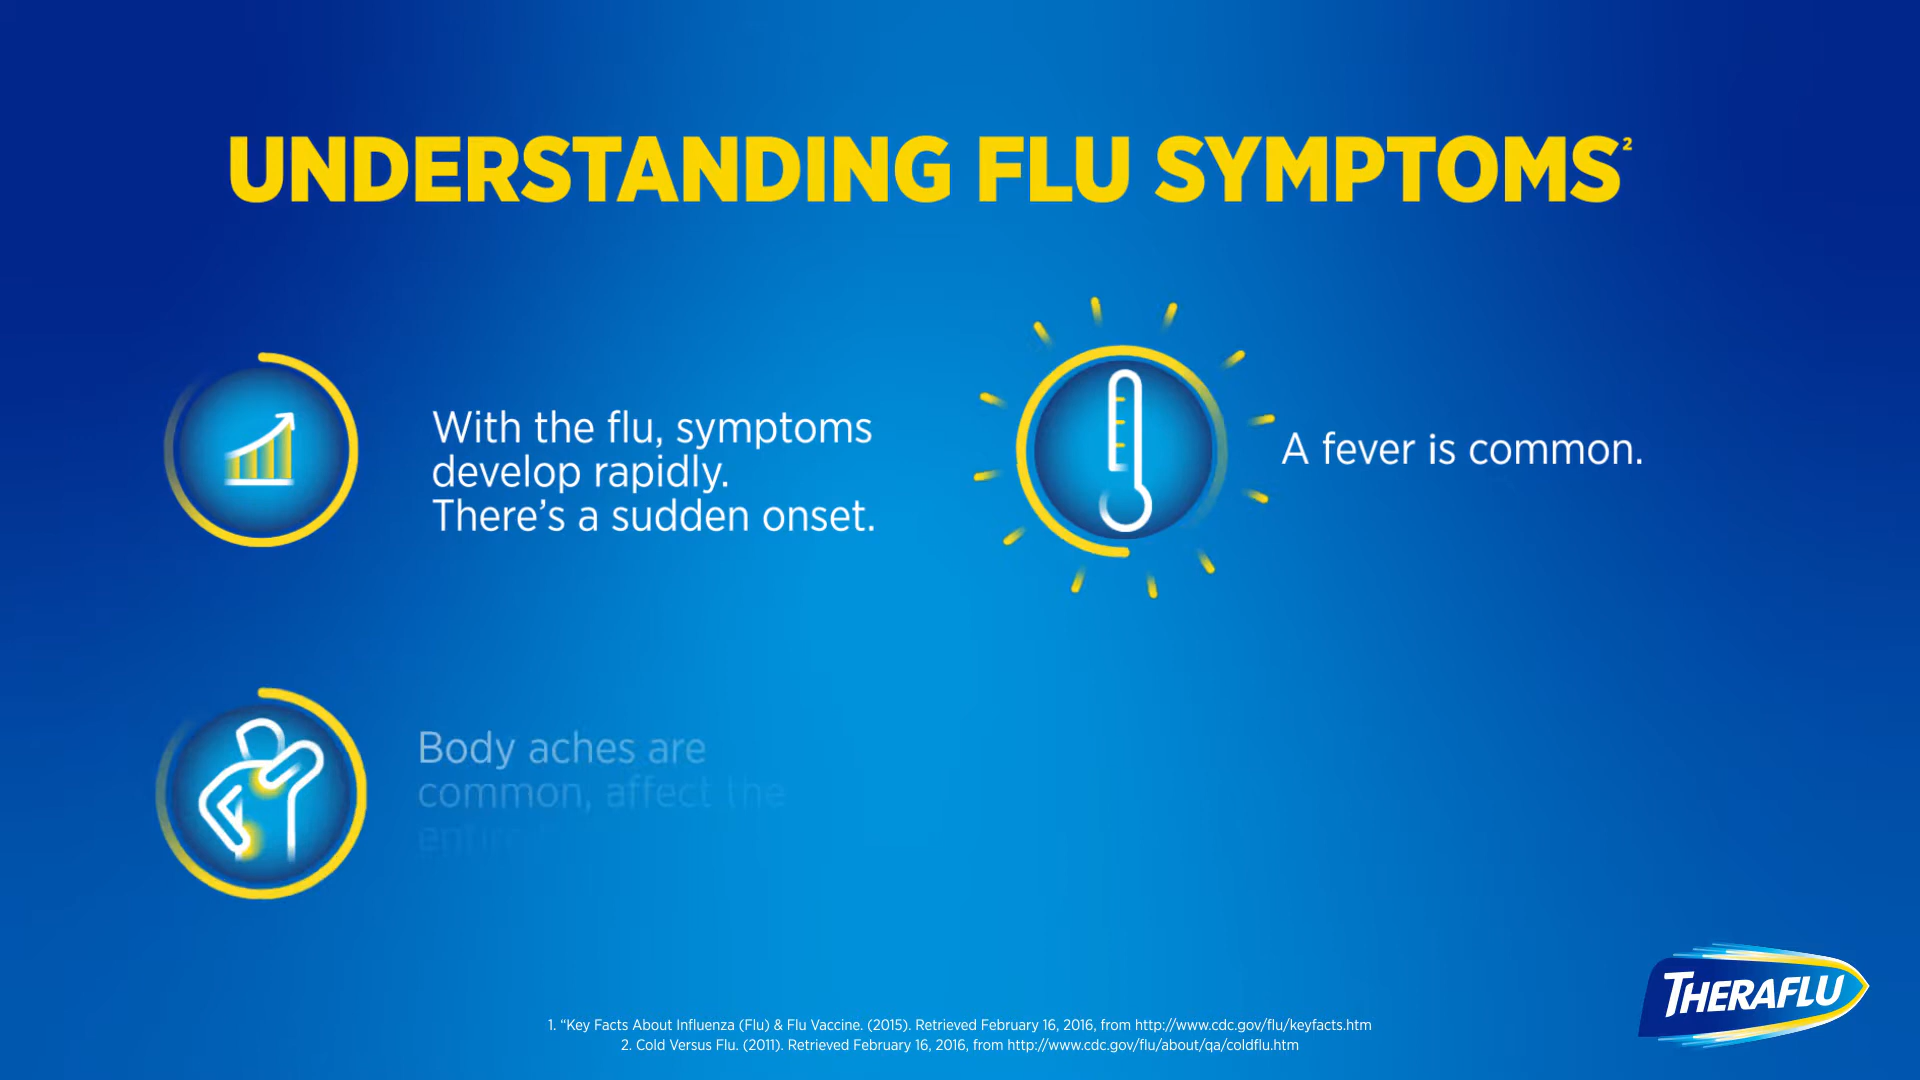 UNDERSTANDING FLU SYMPTOMS²
With the flu, symptoms
develop rapidly.
There's a sudden onset.
A fever is common.
Body aches are
common, affect the
THERAFLU
1. “Key Facts About Influenza (Flu) & Flu Vaccine. (2015). Retrieved February 16, 2016, from http://www.cdc.gov/flu/keyfacts.htm
2. Cold Versus Flu. (2011). Retrieved February 16, 2016, from http://www.cdc.gov/flu/about/qa/coldflu.htm